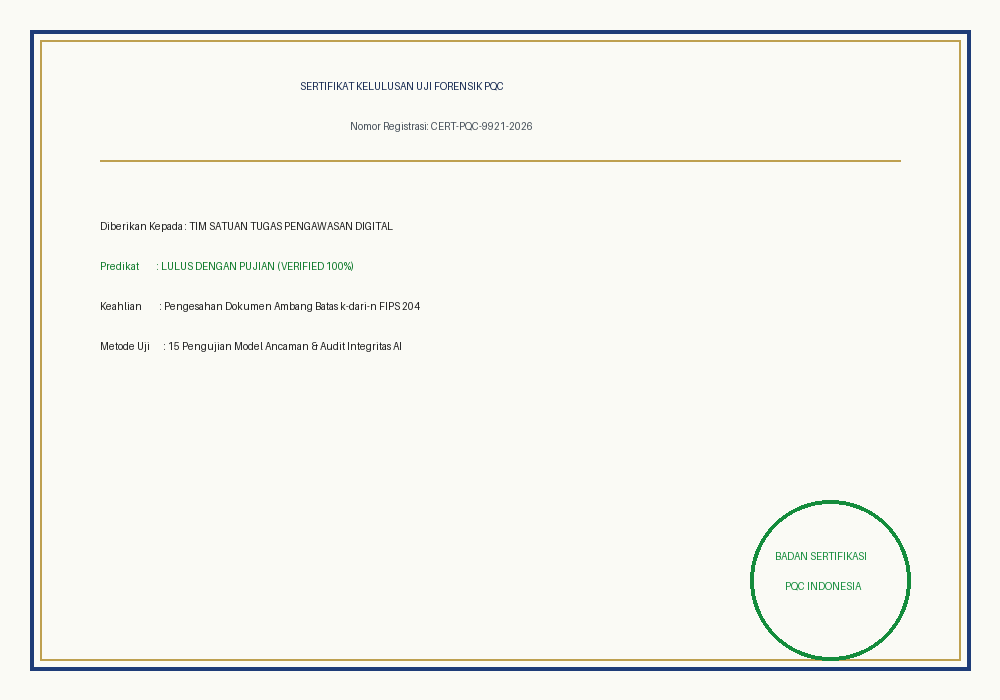 SERTIFIKAT KELULUSAN UJI FORENSIK PQC
Nomor Registrasi: CERT-PQC-9921-2026
Diberikan Kepada : TIM SATUAN TUGAS PENGAWASAN DIGITAL
Predikat : LULUS DENGAN PUJIAN (VERIFIED 100%)
Keahlian : Pengesahan Dokumen Ambang Batas k-dari-n FIPS 204
Metode Uji : 15 Pengujian Model Ancaman & Audit Integritas AI
BADAN SERTIFIKASI
PQC INDONESIA